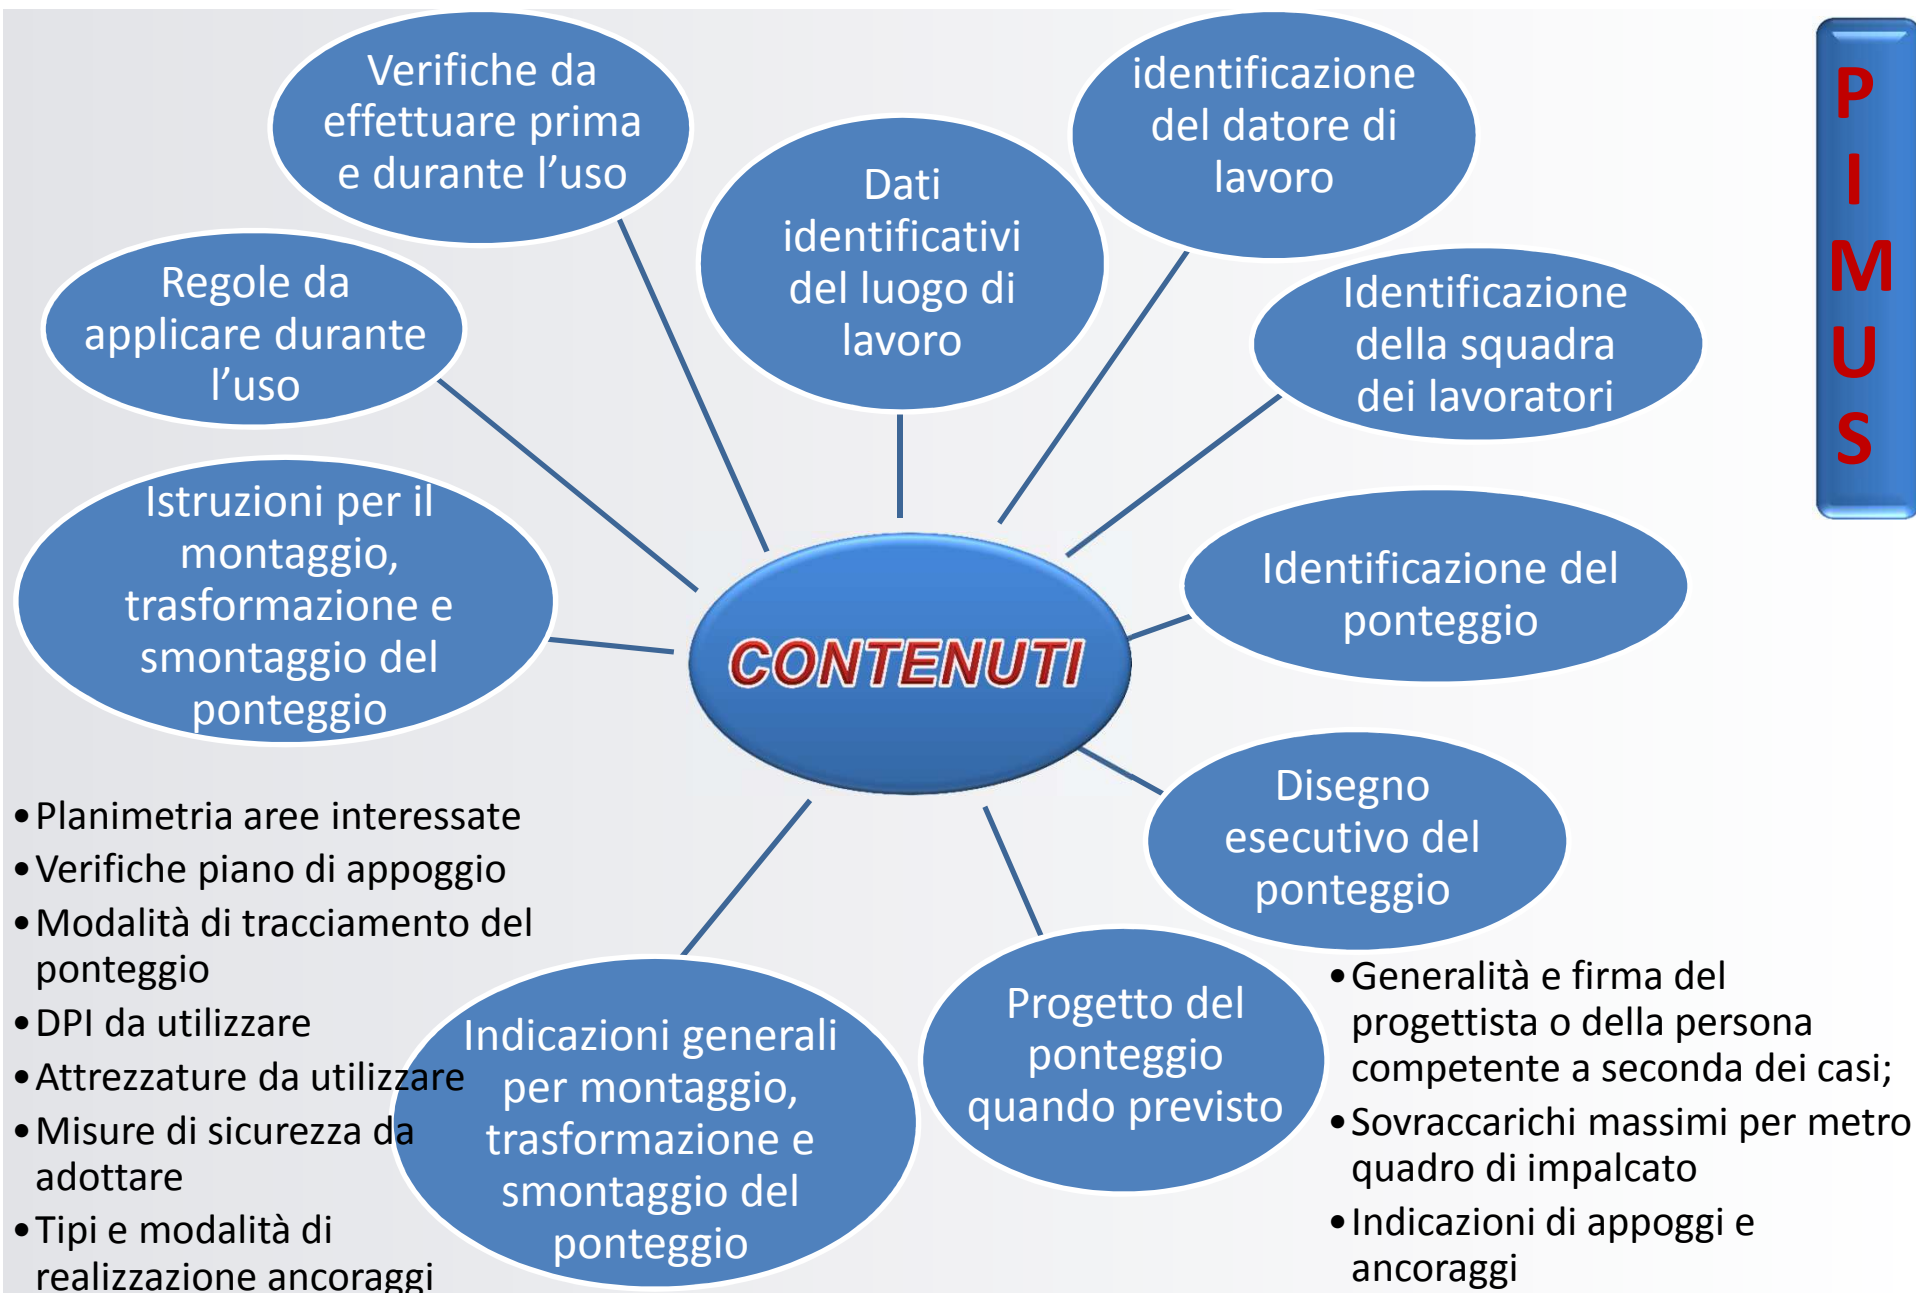 Verifiche da
effettuare prima
e durante l’uso
identificazione
del datore di
lavoro
P
I
M
U
S
Dati
identificativi
del luogo di
lavoro
Regole da
applicare durante
l’uso
Identificazione
della squadra
dei lavoratori
Istruzioni per il
montaggio,
trasformazione e
smontaggio del
ponteggio
Identificazione del
ponteggio
CONTENUTI
Disegno
esecutivo del
ponteggio
•Planimetria aree interessate
•Verifiche piano di appoggio
•Modalità di tracciamento del
ponteggio
•DPI da utilizzare
•Attrezzature da utilizzare
•Misure di sicurezza da
adottare
•Tipi e modalità di
realizzazione ancoraggi
Indicazioni generali
per montaggio,
trasformazione e
smontaggio del
ponteggio
Progetto del
ponteggio
quando previsto
•Generalità e firma del
progettista o della persona
competente a seconda dei casi;
•Sovraccarichi massimi per metro
quadro di impalcato
•Indicazioni di appoggi e
ancoraggi